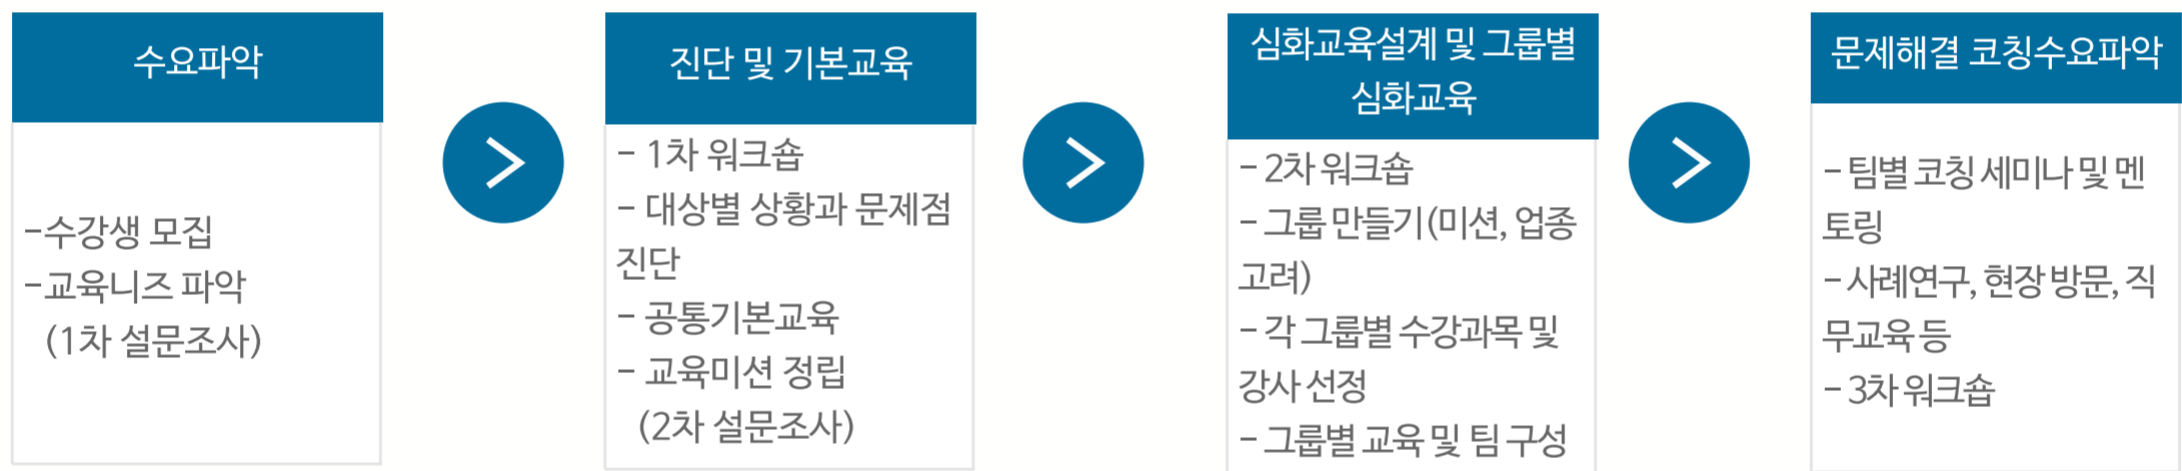 수요파악
-수강생 모집
-교육니즈 파악
(1차 설문조사)
진단 및 기본교육
- 1차 워크숍
- 대상별 상황과 문제점
진단
- 공통기본교육
- 교육미션 정립
(2차 설문조사)
심화교육설계 및 그룹별
심화교육
- 2차 워크숍
- 그룹 만들기(미션, 업종
고려)
- 각 그룹별 수강과목 및
강사 선정
- 그룹별 교육 및 팀 구성
문제해결 코칭수요파악
- 팀별 코칭 세미나 및 멘
토링
- 사례연구, 현장 방문, 직
무교육 등
- 3차 워크숍